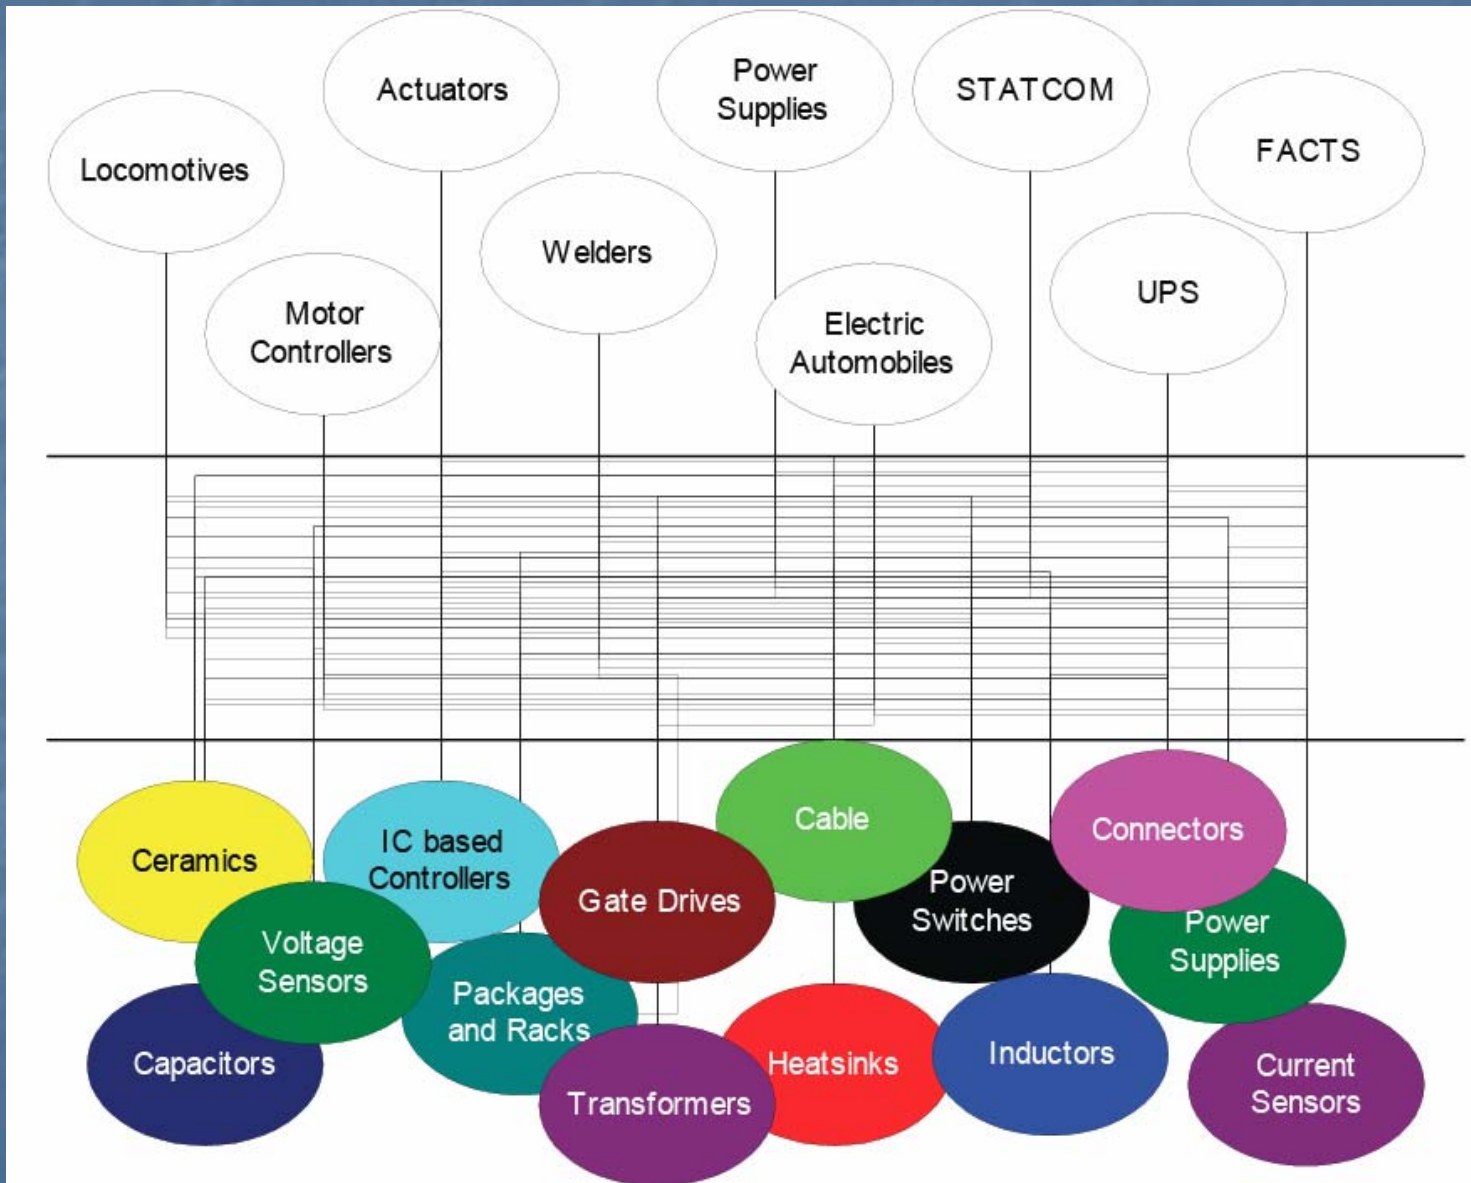 Actuators
Power
Supplies
STATCOM
FACTS
Locomotives
Welders
UPS
Motor
Controllers
Electric
Automobiles
Cable
Connectors
Ceramics
IC based
Controllers
Gate Drives
Power
Switches
Power
Supplies
Voltage
Sensors
Packages
and Racks
Capacitors
Transformers
Heatsinks
Inductors
Current
Sensors